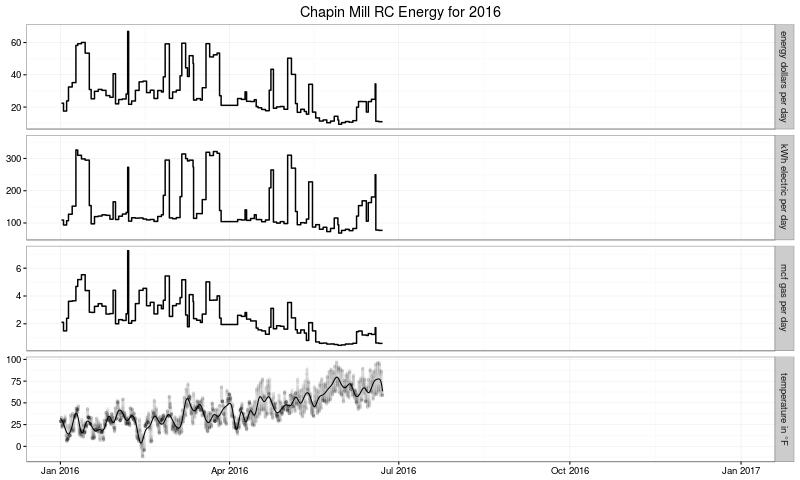 Chapin Mill RC Energy for 2016
60
40
20
energy dollars per day
300
200
100
kWh electric per day
6
4
2
mcf gas per day
100
75
50
25
0
temperature in °F
Jan 2016 Apr 2016 Jul 2016 Oct 2016 Jan 2017